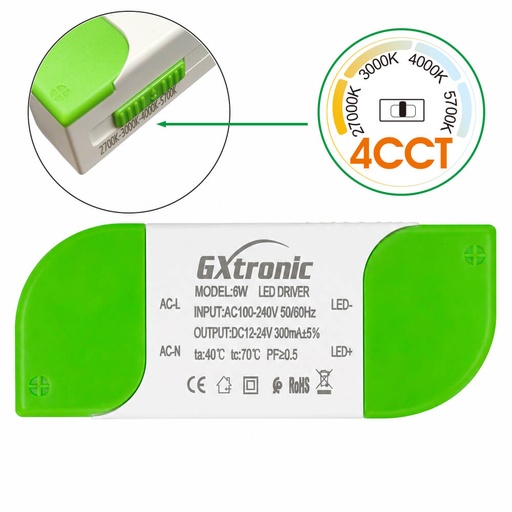 2700K-3000K-4000K-5700K
27000K 3000K 4000K 5700K
4CCT
GXtronic
MODEL:6W LED DRIVER
AC-L
LED-
INPUT:AC100-240V 50/60Hz
OUTPUT:DC12-24V 300mA±5%
AC-N
LED+
ta:40℃ tc:70℃ PF≥0.5
CE RoHS